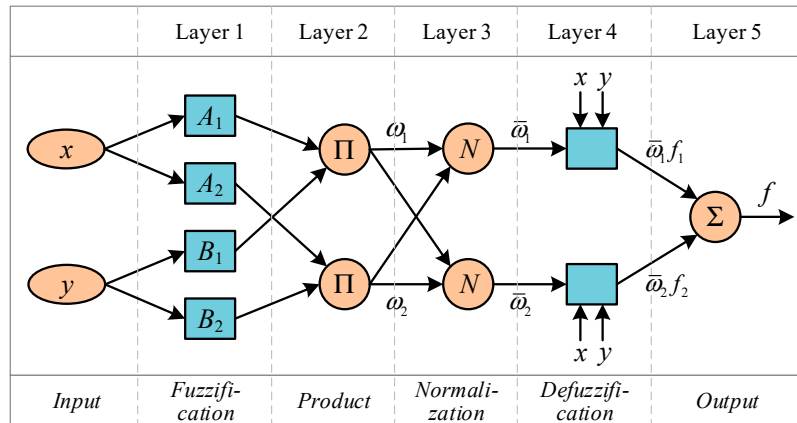 Layer 1 Layer 2 Layer 3 Layer 4 Layer 5
x y
A₁
x
Π ω₁ N ω̄₁ ω̄₁f₁
A₂
Σ f
B₁
y
Π ω₂ N ω̄₂ ω̄₂f₂
B₂
x y
Input Fuzzifi-cation Product Normali-zation Defuzzifi-cation Output